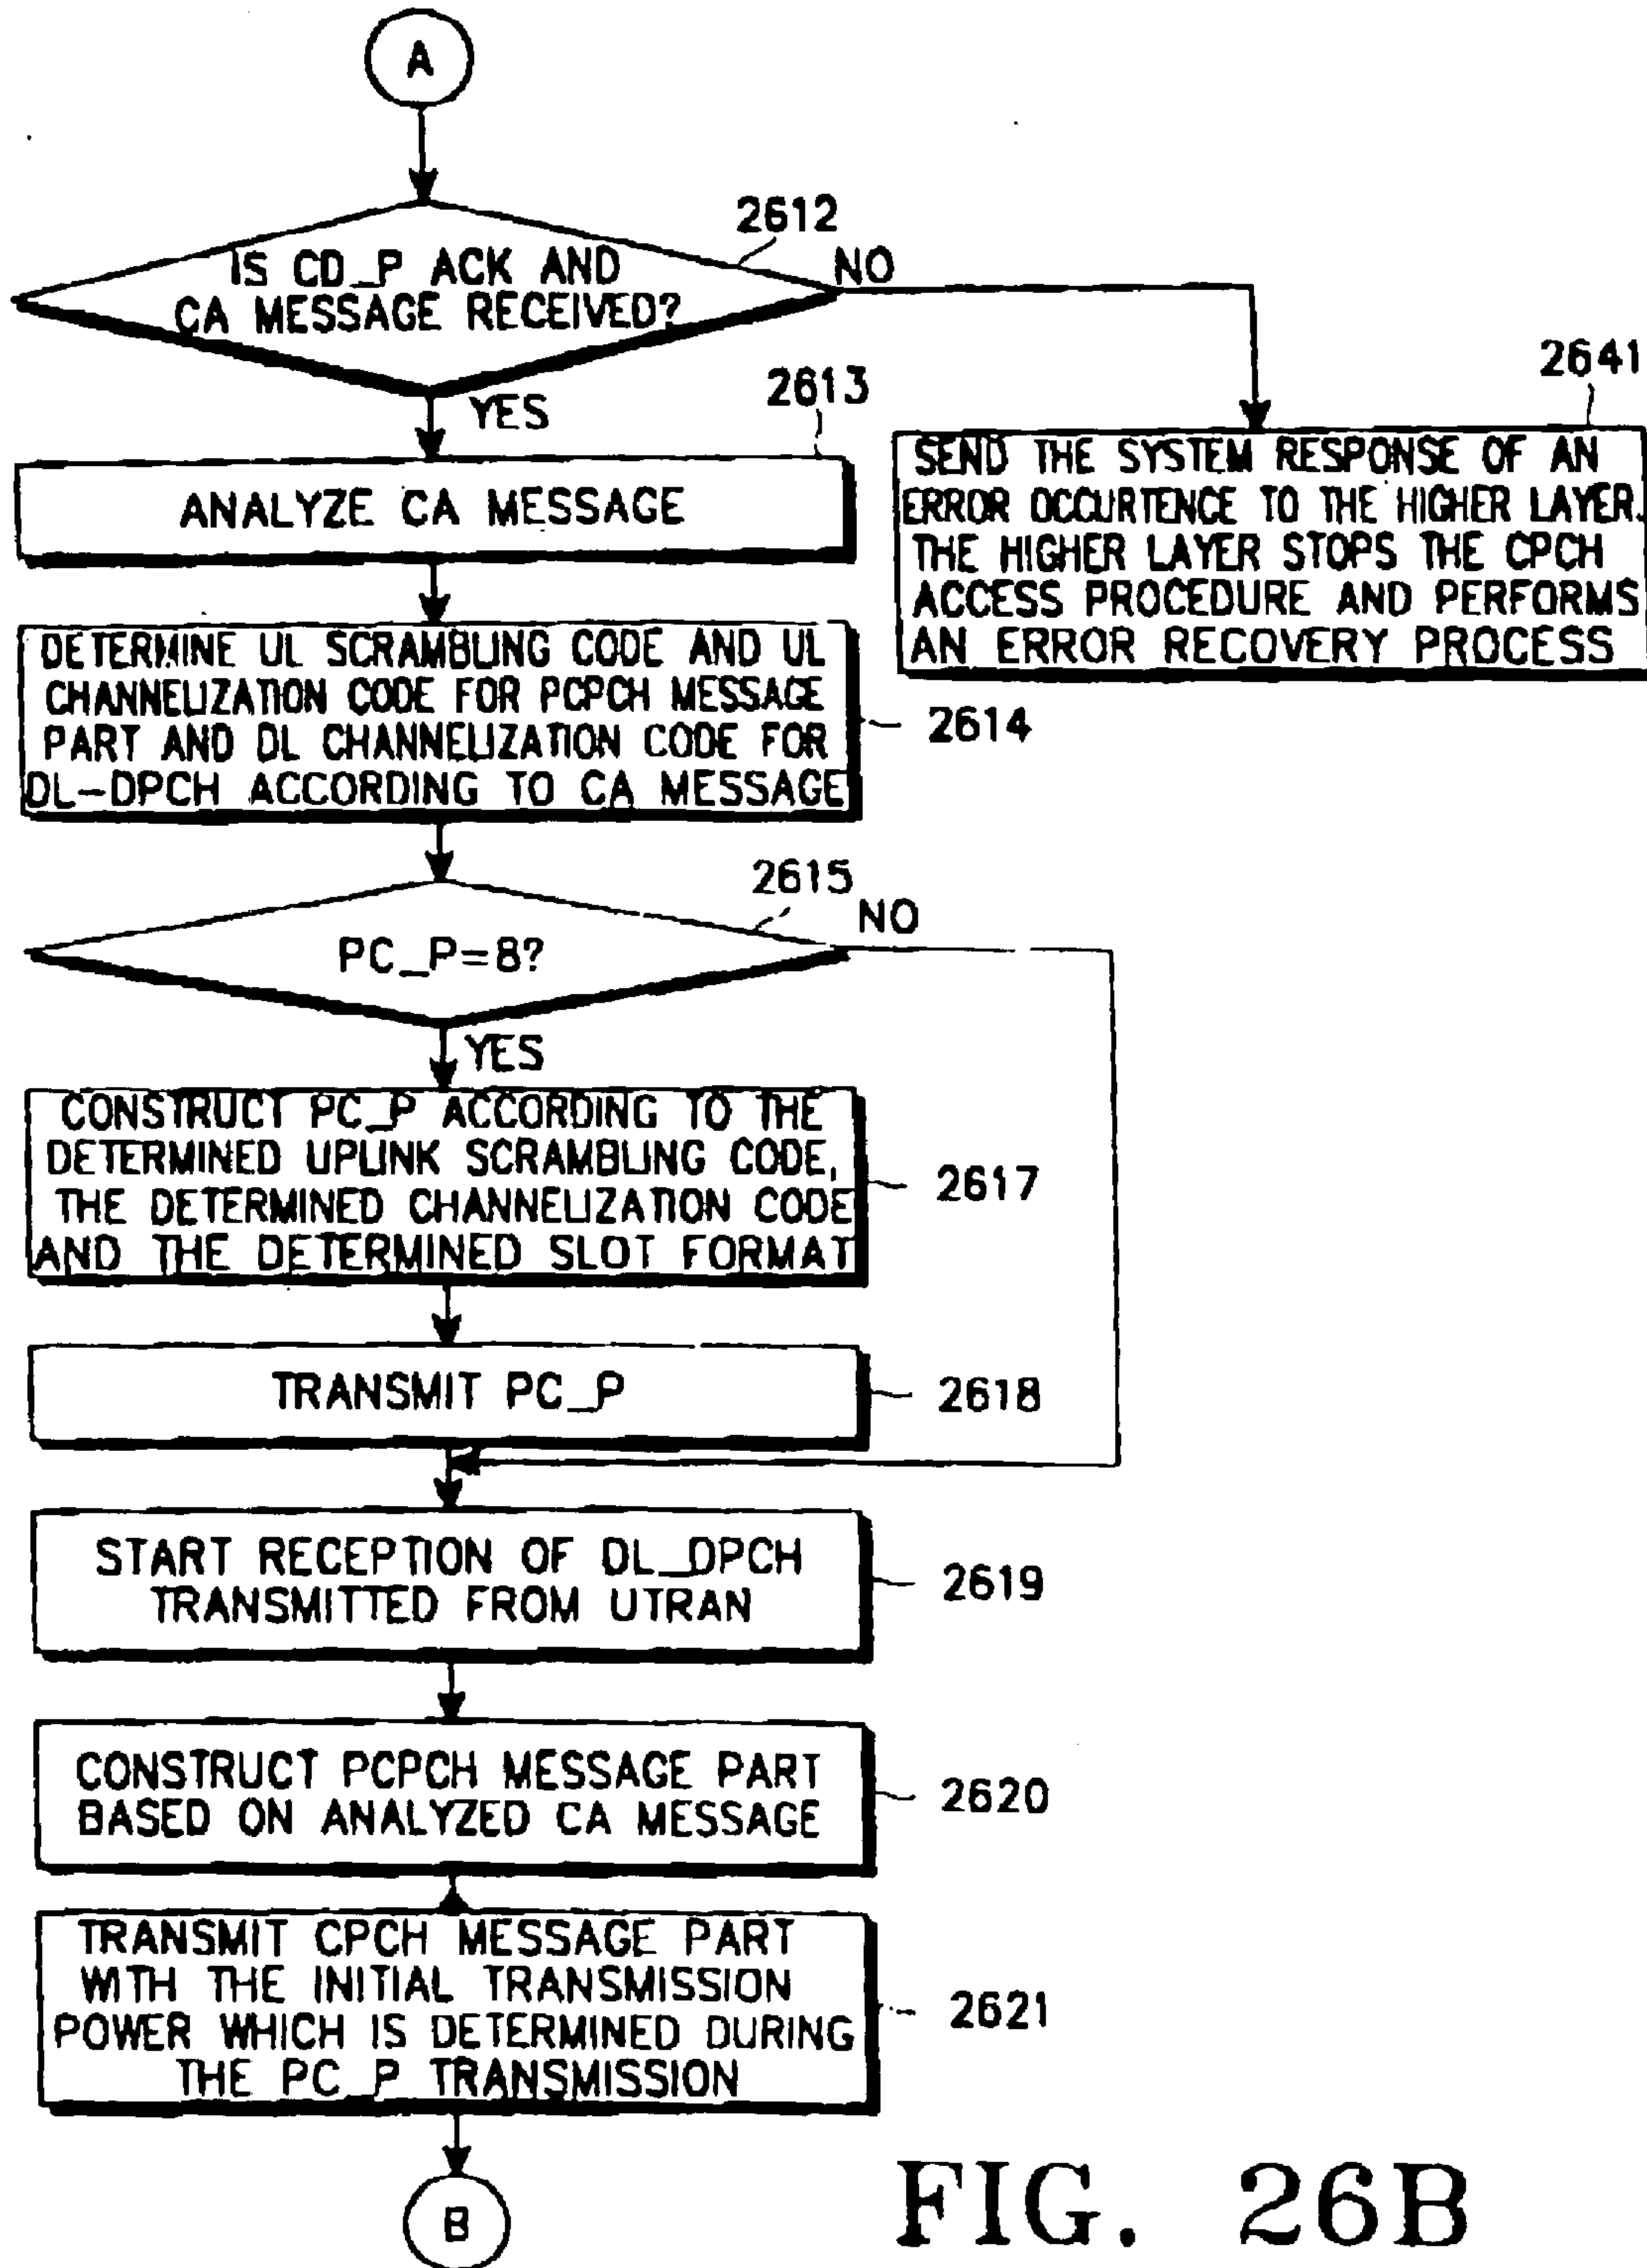 A
2612
IS CD_P ACK AND
CA MESSAGE RECEIVED?
NO
YES
2641
SEND THE SYSTEM RESPONSE OF AN
ERROR OCCURTENCE TO THE HIGHER LAYER.
THE HIGHER LAYER STOPS THE CPCH
ACCESS PROCEDURE AND PERFORMS
AN ERROR RECOVERY PROCESS
2613
ANALYZE CA MESSAGE
DETERMINE UL SCRAMBLING CODE AND UL
CHANNELIZATION CODE FOR PCPCH MESSAGE
PART AND DL CHANNELIZATION CODE FOR
DL-DPCH ACCORDING TO CA MESSAGE
2614
2615
PC_P=8?
NO
YES
CONSTRUCT PC_P ACCORDING TO THE
DETERMINED UPLINK SCRAMBLING CODE,
THE DETERMINED CHANNELIZATION CODE
AND THE DETERMINED SLOT FORMAT
2617
TRANSMIT PC_P
2618
START RECEPTION OF DL_DPCH
TRANSMITTED FROM UTRAN
2619
CONSTRUCT PCPCH MESSAGE PART
BASED ON ANALYZED CA MESSAGE
2620
TRANSMIT CPCH MESSAGE PART
WITH THE INITIAL TRANSMISSION
POWER WHICH IS DETERMINED DURING
THE PC_P TRANSMISSION
2621
B
FIG. 26B